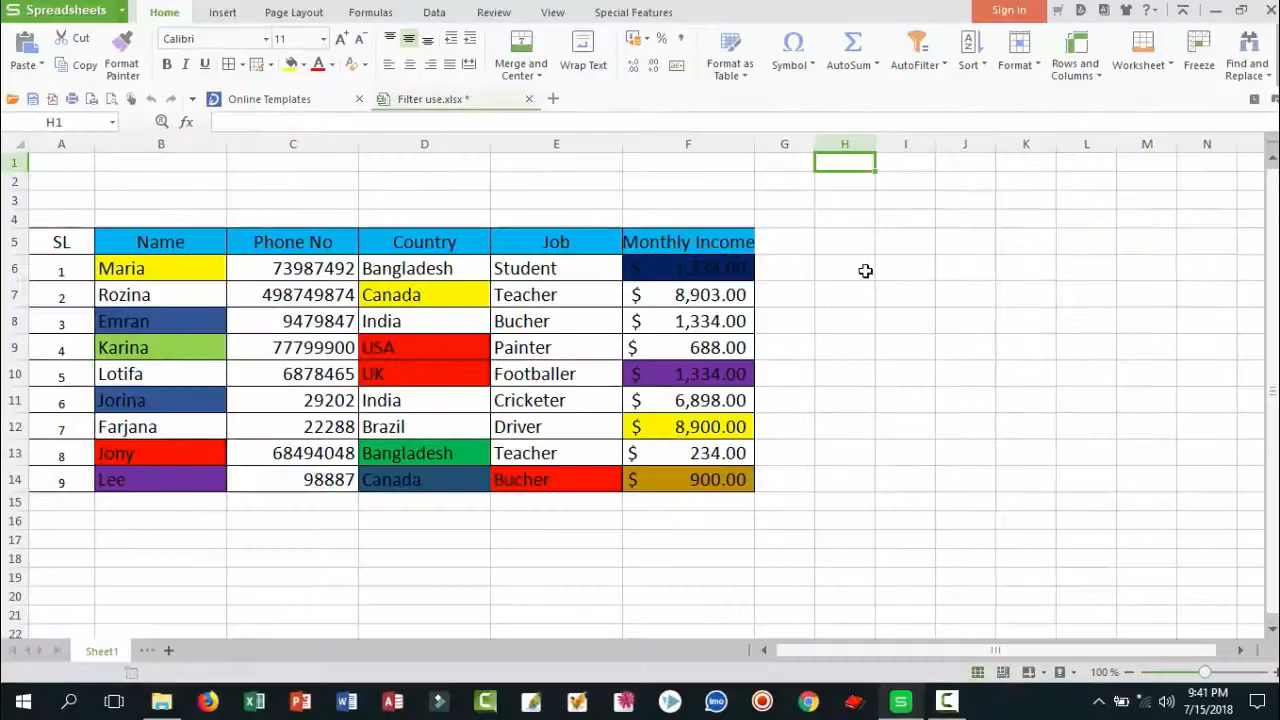 Spreadsheets Home Insert Page Layout Formulas Data Review View Special Features Sign in
Paste Cut Copy Format Painter Calibri 11 Merge and Center Wrap Text Format as Table Symbol AutoSum AutoFilter Sort Format Rows and Columns Worksheet Freeze Find and Replace
Online Templates Filter use.xlsx *
H1 fx
A B C D E F G H I J K L M N
1
2
3
4
5 SL Name Phone No Country Job Monthly Income
6 1 Maria 73987492 Bangladesh Student $ 1,334.00
7 2 Rozina 498749874 Canada Teacher $ 8,903.00
8 3 Emran 9479847 India Bucher $ 1,334.00
9 4 Karina 77799900 USA Painter $ 688.00
10 5 Lotifa 6878465 UK Footballer $ 1,334.00
11 6 Jorina 29202 India Cricketer $ 6,898.00
12 7 Farjana 22288 Brazil Driver $ 8,900.00
13 8 Jony 68494048 Bangladesh Teacher $ 234.00
14 9 Lee 98887 Canada Bucher $ 900.00
15
16
17
18
19
20
21
22
Sheet1
100 %
9:41 PM
7/15/2018